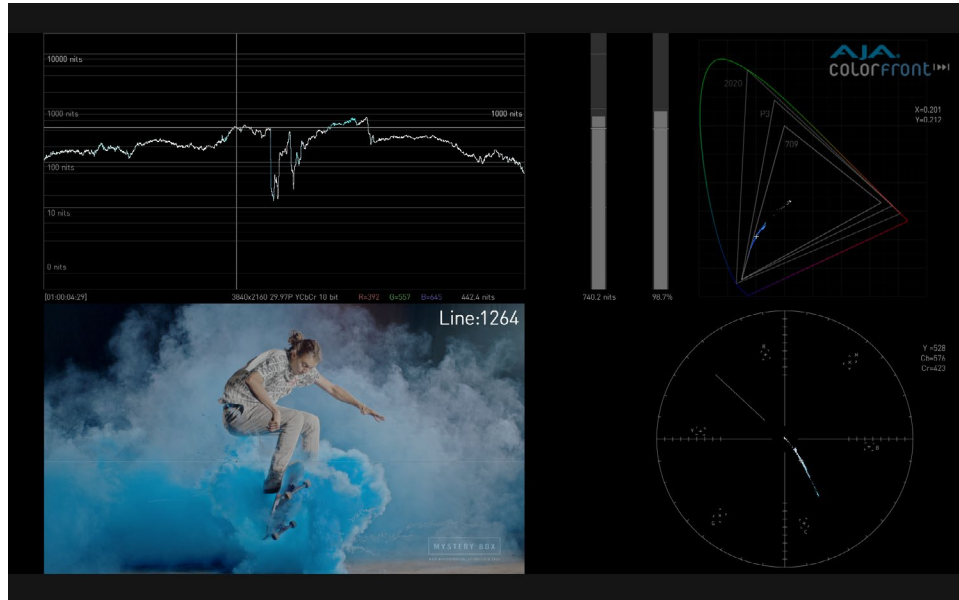 10000 nits
1000 nits
1000 nits
100 nits
10 nits
0 nits
[01:00:04:29]
3840x2160 29.97P YCbCr 10 bit R=392 G=557 B=645 442.4 nits
740.2 nits
98.7%
AJA
colorfront
2020
P3
709
X=0.201
Y=0.212
Line:1264
MYSTERY BOX
Y =528
Cb=576
Cr=423